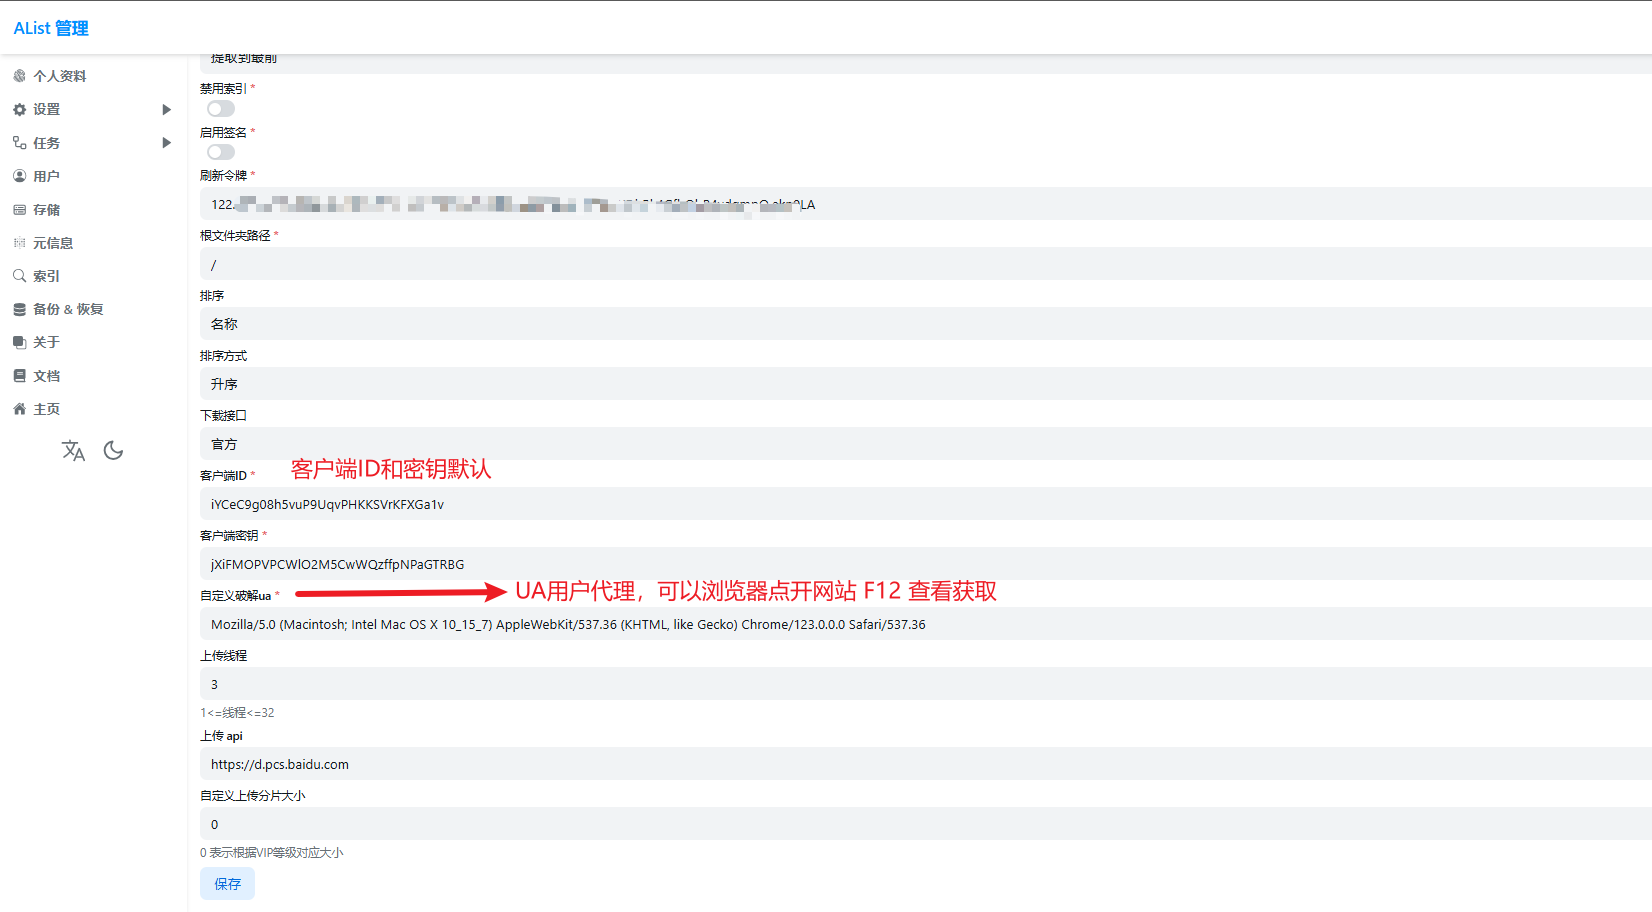 AList 管理
个人资料
设置
任务
用户
存储
元信息
索引
备份 & 恢复
关于
文档
主页
提取到最前
禁用索引 *
启用签名 *
刷新令牌 *
122.
LA
根文件夹路径 *
/
排序
名称
排序方式
升序
下载接口
官方
客户端ID *
客户端ID和密钥默认
iYCeC9g08h5vuP9UqvPHKKSVrKFXGa1v
客户端密钥 *
jXiFMOPVPCWlO2M5CwWQzffpNPaGTRBG
自定义破解ua *
UA用户代理，可以浏览器点开网站 F12 查看获取
Mozilla/5.0 (Macintosh; Intel Mac OS X 10_15_7) AppleWebKit/537.36 (KHTML, like Gecko) Chrome/123.0.0.0 Safari/537.36
上传线程
3
1<=线程<=32
上传 api
https://d.pcs.baidu.com
自定义上传分片大小
0
0 表示根据VIP等级对应大小
保存